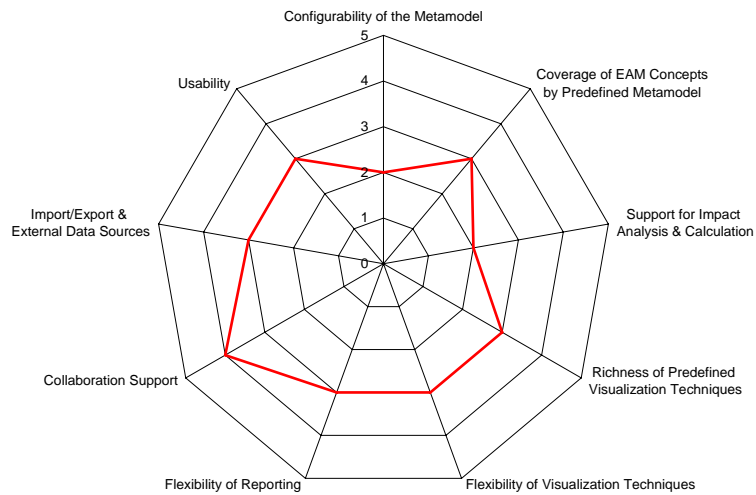 Configurability of the Metamodel
5
Coverage of EAM Concepts
by Predefined Metamodel
Usability
4
3
2
Import/Export &
External Data Sources
Support for Impact
Analysis & Calculation
1
0
Collaboration Support
Richness of Predefined
Visualization Techniques
Flexibility of Reporting
Flexibility of Visualization Techniques